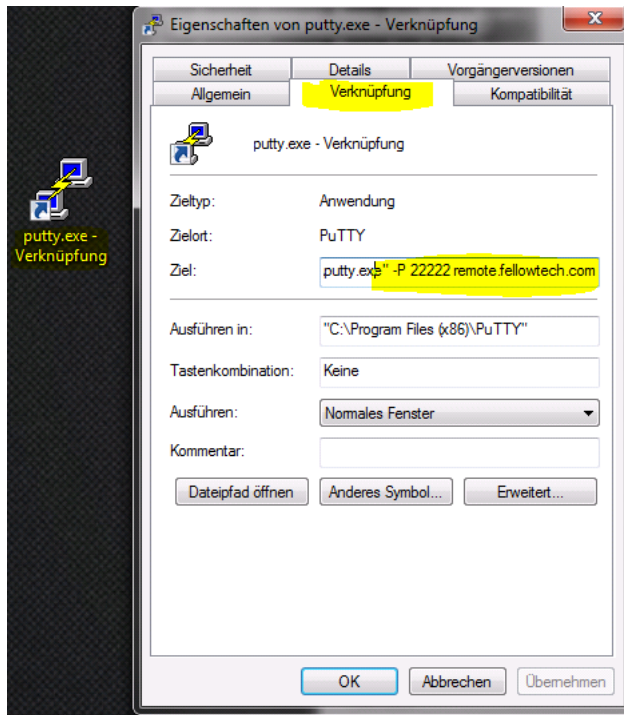 Eigenschaften von putty.exe - Verknüpfung
x
Sicherheit Details Vorgängerversionen
Allgemein Verknüpfung Kompatibilität
putty.exe - Verknüpfung
putty.exe -
Verknüpfung
Zieltyp: Anwendung
Zielort: PuTTY
Ziel: putty.exe" -P 22222 remote.fellowtech.com
Ausführen in: "C:\Program Files (x86)\PuTTY"
Tastenkombination: Keine
Ausführen: Normales Fenster
Kommentar:
Dateipfad öffnen Anderes Symbol... Erweitert...
OK Abbrechen Übernehmen